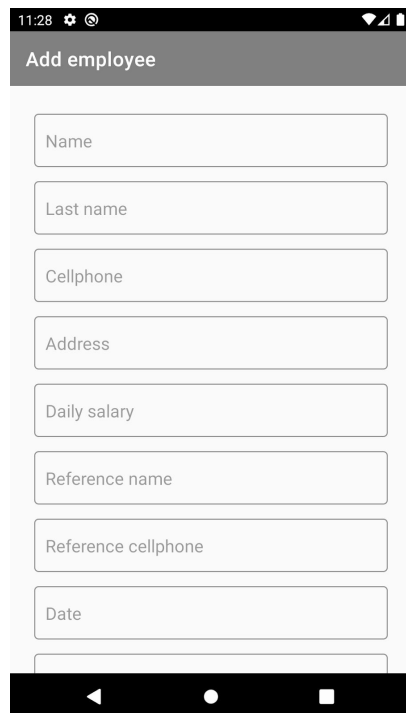 11:28
Add employee
Name
Last name
Cellphone
Address
Daily salary
Reference name
Reference cellphone
Date